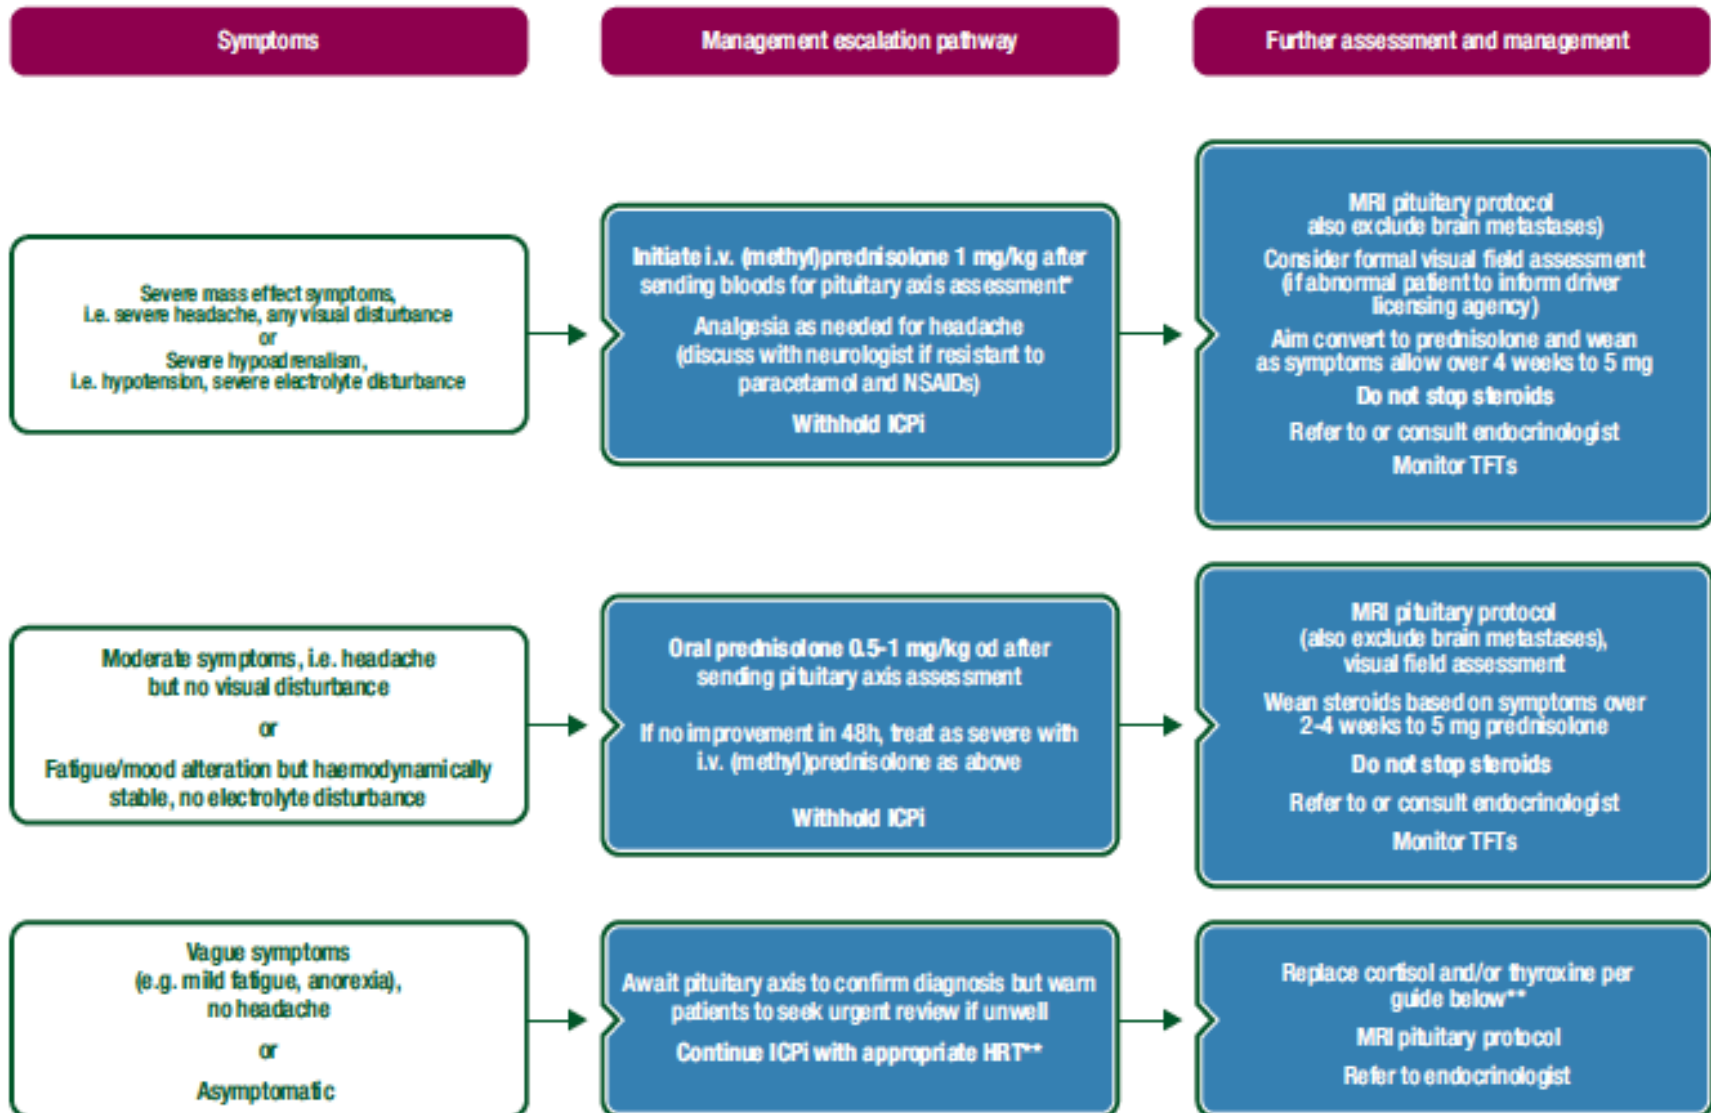 Symptoms
Management escalation pathway
Further assessment and management
Severe mass effect symptoms,
i.e. severe headache, any visual disturbance
or
Severe hypoadrenalism,
i.e. hypotension, severe electrolyte disturbance
Initiate i.v. (methyl)prednisolone 1 mg/kg after
sending bloods for pituitary axis assessment*
Analgesia as needed for headache
(discuss with neurologist if resistant to
paracetamol and NSAIDs)
Withhold ICPi
MRI pituitary protocol
also exclude brain metastases)
Consider formal visual field assessment
(if abnormal patient to inform driver
licensing agency)
Aim convert to prednisolone and wean
as symptoms allow over 4 weeks to 5 mg
Do not stop steroids
Refer to or consult endocrinologist
Monitor TFTs
Moderate symptoms, i.e. headache
but no visual disturbance
or
Fatigue/mood alteration but haemodynamically
stable, no electrolyte disturbance
Oral prednisolone 0.5-1 mg/kg od after
sending pituitary axis assessment
If no improvement in 48h, treat as severe with
i.v. (methyl)prednisolone as above
Withhold ICPi
MRI pituitary protocol
(also exclude brain metastases),
visual field assessment
Wean steroids based on symptoms over
2-4 weeks to 5 mg prednisolone
Do not stop steroids
Refer to or consult endocrinologist
Monitor TFTs
Vague symptoms
(e.g. mild fatigue, anorexia),
no headache
or
Asymptomatic
Await pituitary axis to confirm diagnosis but warn
patients to seek urgent review if unwell
Continue ICPi with appropriate HRT**
Replace cortisol and/or thyroxine per
guide below**
MRI pituitary protocol
Refer to endocrinologist